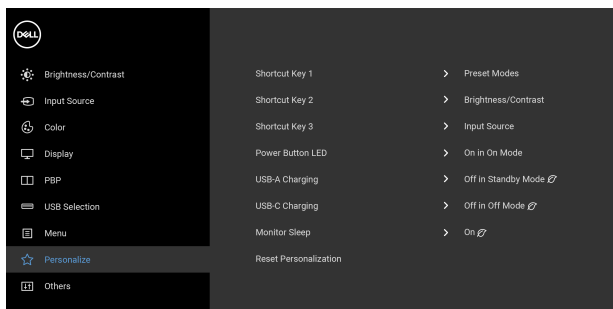 DELL
Brightness/Contrast
Input Source
Color
Display
PBP
USB Selection
Menu
Personalize
Others
Shortcut Key 1 > Preset Modes
Shortcut Key 2 > Brightness/Contrast
Shortcut Key 3 > Input Source
Power Button LED > On in On Mode
USB-A Charging > Off in Standby Mode
USB-C Charging > Off in Off Mode
Monitor Sleep > On
Reset Personalization